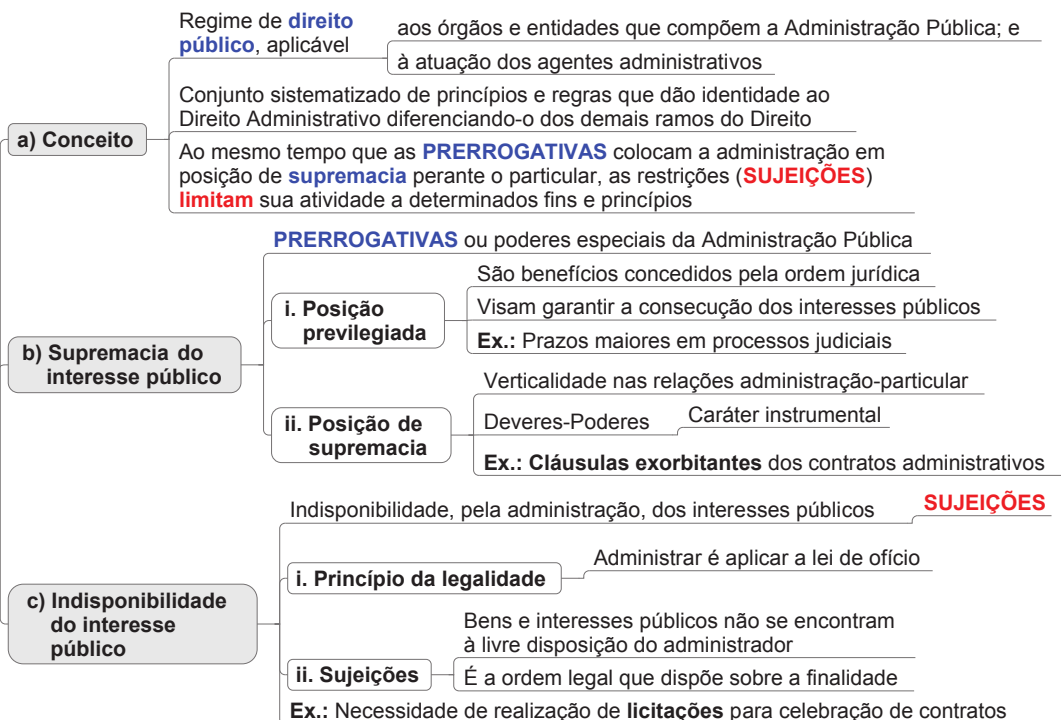 Regime de direito
público, aplicável
aos órgãos e entidades que compõem a Administração Pública; e
à atuação dos agentes administrativos
a) Conceito
Conjunto sistematizado de princípios e regras que dão identidade ao
Direito Administrativo diferenciando-o dos demais ramos do Direito
Ao mesmo tempo que as PRERROGATIVAS colocam a administração em
posição de supremacia perante o particular, as restrições (SUJEIÇÕES)
limitam sua atividade a determinados fins e princípios
b) Supremacia do
interesse público
PRERROGATIVAS ou poderes especiais da Administração Pública
i. Posição
previlegiada
São benefícios concedidos pela ordem jurídica
Visam garantir a consecução dos interesses públicos
Ex.: Prazos maiores em processos judiciais
ii. Posição de
supremacia
Verticalidade nas relações administração-particular
Deveres-Poderes
Caráter instrumental
Ex.: Cláusulas exorbitantes dos contratos administrativos
c) Indisponibilidade
do interesse
público
Indisponibilidade, pela administração, dos interesses públicos
SUJEIÇÕES
i. Princípio da legalidade
Administrar é aplicar a lei de ofício
ii. Sujeições
Bens e interesses públicos não se encontram
à livre disposição do administrador
É a ordem legal que dispõe sobre a finalidade
Ex.: Necessidade de realização de licitações para celebração de contratos